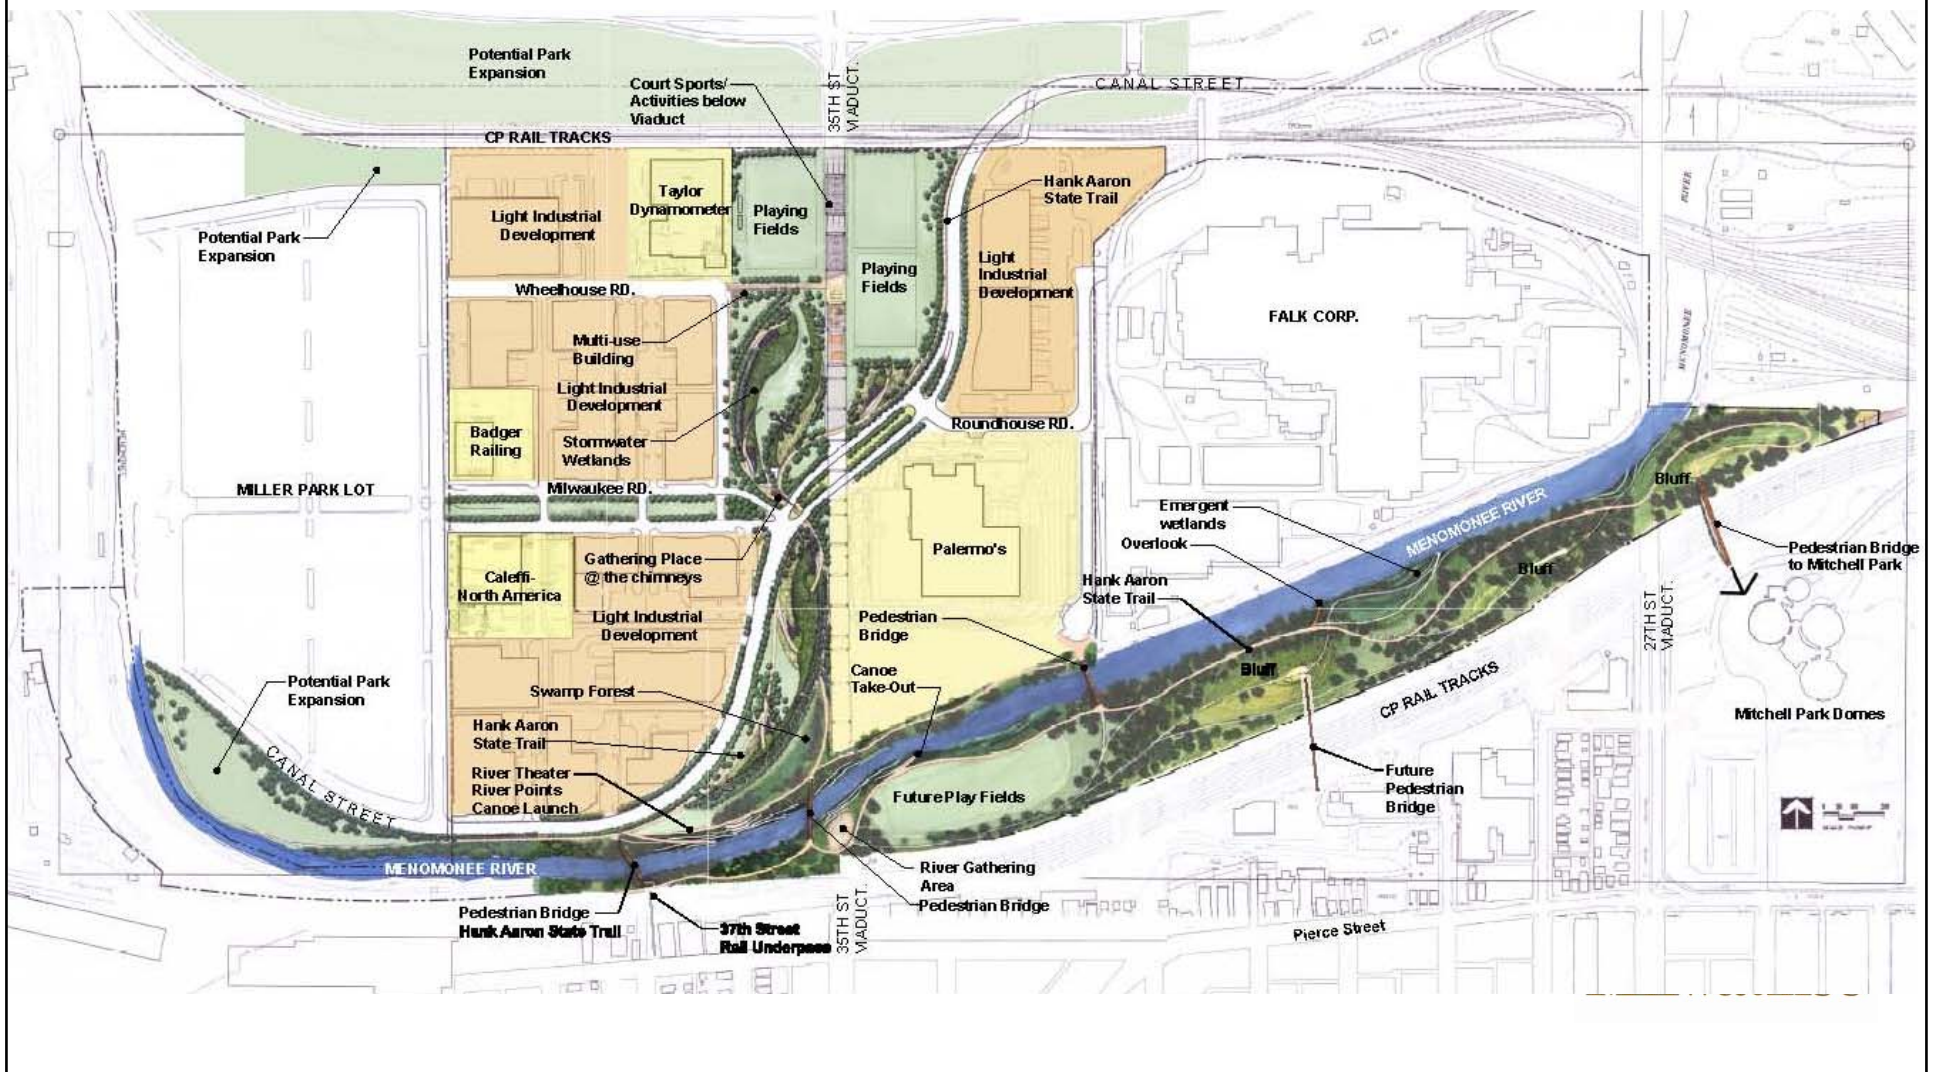 Potential Park
Expansion
Court Sports/
Activities below
Viaduct
35TH ST
VIADUCT.
CANAL STREET
CP RAIL TRACKS
Potential Park
Expansion
Light Industrial
Development
Taylor
Dynamometer
Playing
Fields
Playing
Fields
Hank Aaron
State Trail
Light
Industrial
Development
FALK CORP.
RIVER
MENOMONEE
Wheelhouse RD.
Multi-use
Building
Light Industrial
Development
Badger
Railing
Stormwater
Wetlands
Roundhouse RD.
MILLER PARK LOT
Milwaukee RD.
Gathering Place
@ the chimneys
Caleffi-
North America
Light Industrial
Development
Palermo's
Emergent
wetlands
Overlook
Hank Aaron
State Trail
MENOMONEE RIVER
Bluff
Bluff
Bluff
Pedestrian Bridge
to Mitchell Park
27TH ST
VIADUCT.
Mitchell Park Domes
Pedestrian
Bridge
Canoe
Take-Out
CP RAIL TRACKS
Potential Park
Expansion
CANAL STREET
Swamp Forest
Hank Aaron
State Trail
River Theater
River Points
Canoe Launch
Future Play Fields
Future
Pedestrian
Bridge
MENOMONEE RIVER
River Gathering
Area
Pedestrian Bridge
Pedestrian Bridge
Hank Aaron State Trail
37th Street
Rail Underpass
35TH ST
VIADUCT.
Pierce Street